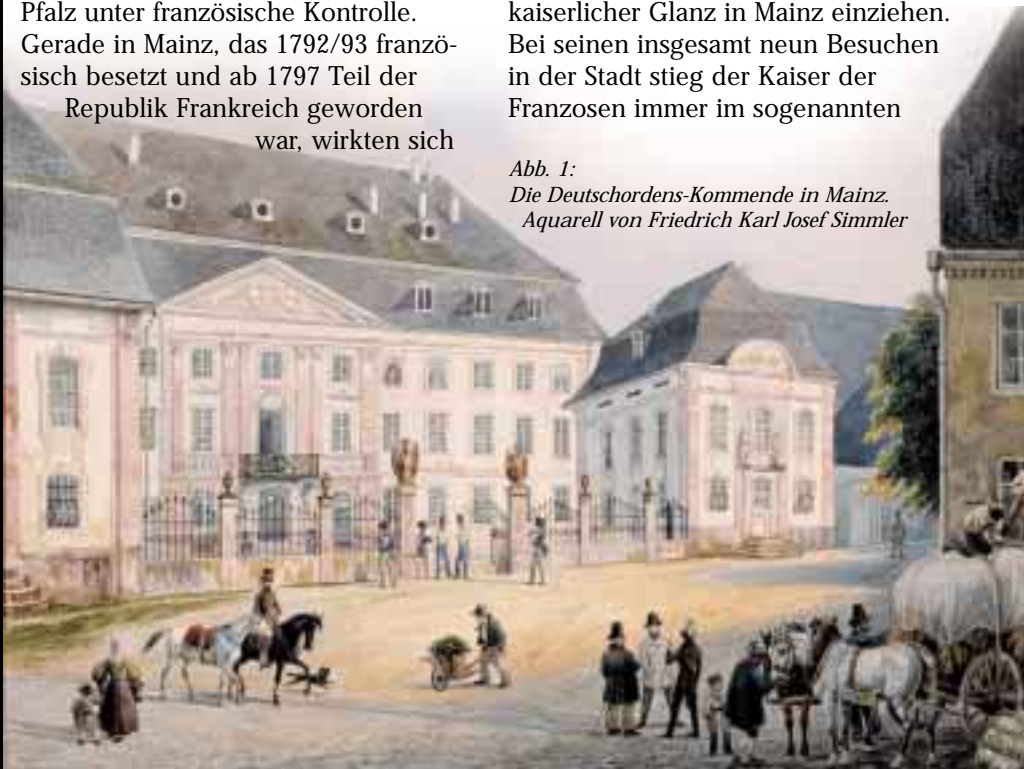 Pfalz unter französische Kontrolle.
Gerade in Mainz, das 1792/93 franzö-
sisch besetzt und ab 1797 Teil der
Republik Frankreich geworden
war, wirkten sich
kaiserlicher Glanz in Mainz einziehen.
Bei seinen insgesamt neun Besuchen
in der Stadt stieg der Kaiser der
Franzosen immer im sogenannten
Abb. 1:
Die Deutschordens-Kommende in Mainz.
Aquarell von Friedrich Karl Josef Simmler